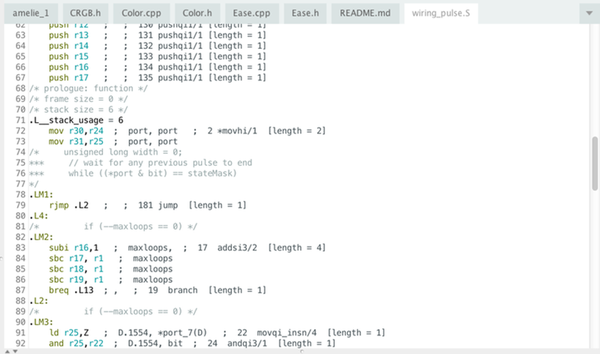 amelie_1 CRGB.h Color.cpp Color.h Ease.cpp Ease.h README.md wiring_pulse.S
62 push r12 ; ; 130 pushqi1/1 [length = 1]
63 push r13 ; ; 131 pushqi1/1 [length = 1]
64 push r14 ; ; 132 pushqi1/1 [length = 1]
65 push r15 ; ; 133 pushqi1/1 [length = 1]
66 push r16 ; ; 134 pushqi1/1 [length = 1]
67 push r17 ; ; 135 pushqi1/1 [length = 1]
68 /* prologue: function */
69 /* frame size = 0 */
70 /* stack size = 6 */
71 .L__stack_usage = 6
72 mov r30,r24 ; port, port ; 2 *movhi/1 [length = 2]
73 mov r31,r25 ; port, port
74 /* unsigned long width = 0;
75 *** // wait for any previous pulse to end
76 *** while ((*port & bit) == stateMask)
77 */
78 .LM1:
79 rjmp .L2 ; ; 181 jump [length = 1]
80 .L4:
81 /* if (--maxloops == 0) */
82 .LM2:
83 subi r16,1 ; maxloops, ; 17 addsi3/2 [length = 4]
84 sbc r17, r1 ; maxloops
85 sbc r18, r1 ; maxloops
86 sbc r19, r1 ; maxloops
87 breq .L13 ; , ; 19 branch [length = 1]
88 .L2:
89 /* if (--maxloops == 0) */
90 .LM3:
91 ld r25,Z ; D.1554, *port_7(D) ; 22 movqi_insn/4 [length = 1]
92 and r25,r22 ; D.1554, bit ; 24 andqi3/1 [length = 1]